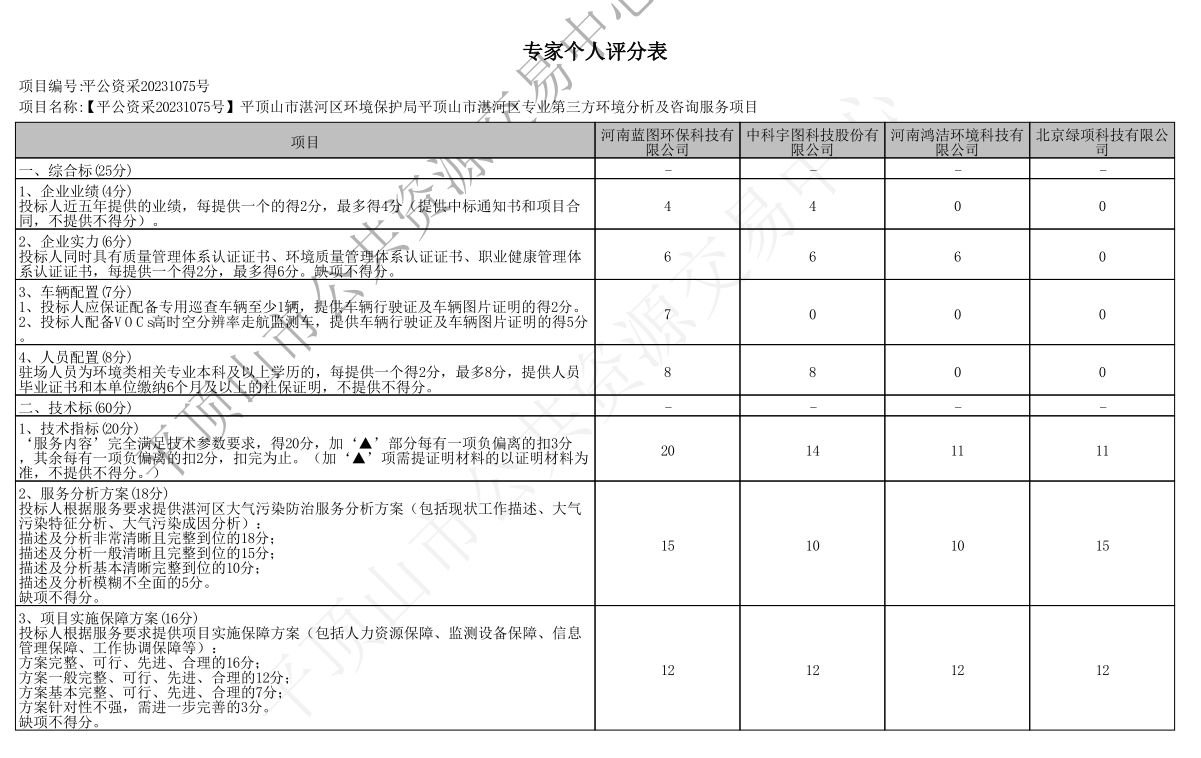 专家个人评分表
项目编号:平公资采20231075号
项目名称:【平公资采20231075号】平顶山市湛河区环境保护局平顶山市湛河区专业第三方环境分析及咨询服务项目
项目 河南蓝图环保科技有限公司 中科宇图科技股份有限公司 河南鸿洁环境科技有限公司 北京绿项科技有限公司
一、综合标(25分) – – – –
1、企业业绩(4分)
投标人近五年提供的业绩，每提供一个的得2分，最多得4分（提供中标通知书和项目合
同，不提供不得分）。
4 4 0 0
2、企业实力(6分)
投标人同时具有质量管理体系认证证书、环境质量管理体系认证证书、职业健康管理体
系认证证书，每提供一个得2分，最多得6分。缺项不得分。
6 6 6 0
3、车辆配置(7分)
1、投标人应保证配备专用巡查车辆至少1辆，提供车辆行驶证及车辆图片证明的得2分。
2、投标人配备VOCs高时空分辨率走航监测车，提供车辆行驶证及车辆图片证明的得5分
。
7 0 0 0
4、人员配置(8分)
驻场人员为环境类相关专业本科及以上学历的，每提供一个得2分，最多8分，提供人员
毕业证书和本单位缴纳6个月及以上的社保证明，不提供不得分。
8 8 0 0
二、技术标(60分) – – – –
1、技术指标(20分)
‘服务内容’完全满足技术参数要求，得20分，加‘▲’部分每有一项负偏离的扣3分
，其余每有一项负偏离的扣2分，扣完为止。（加‘▲’项需提证明材料的以证明材料为
准，不提供不得分。）
20 14 11 11
2、服务分析方案(18分)
投标人根据服务要求提供湛河区大气污染防治服务分析方案（包括现状工作描述、大气
污染特征分析、大气污染成因分析）：
描述及分析非常清晰且完整到位的18分；
描述及分析一般清晰且完整到位的15分；
描述及分析基本清晰完整到位的10分；
描述及分析模糊不全面的5分。
缺项不得分。
15 10 10 15
3、项目实施保障方案(16分)
投标人根据服务要求提供项目实施保障方案（包括人力资源保障、监测设备保障、信息
管理保障、工作协调保障等）：
方案完整、可行、先进、合理的16分；
方案一般完整、可行、先进、合理的12分；
方案基本完整、可行、先进、合理的7分；
方案针对性不强，需进一步完善的3分。
缺项不得分。
12 12 12 12
平顶山市公共资源交易中心
平顶山市公共资源交易中心